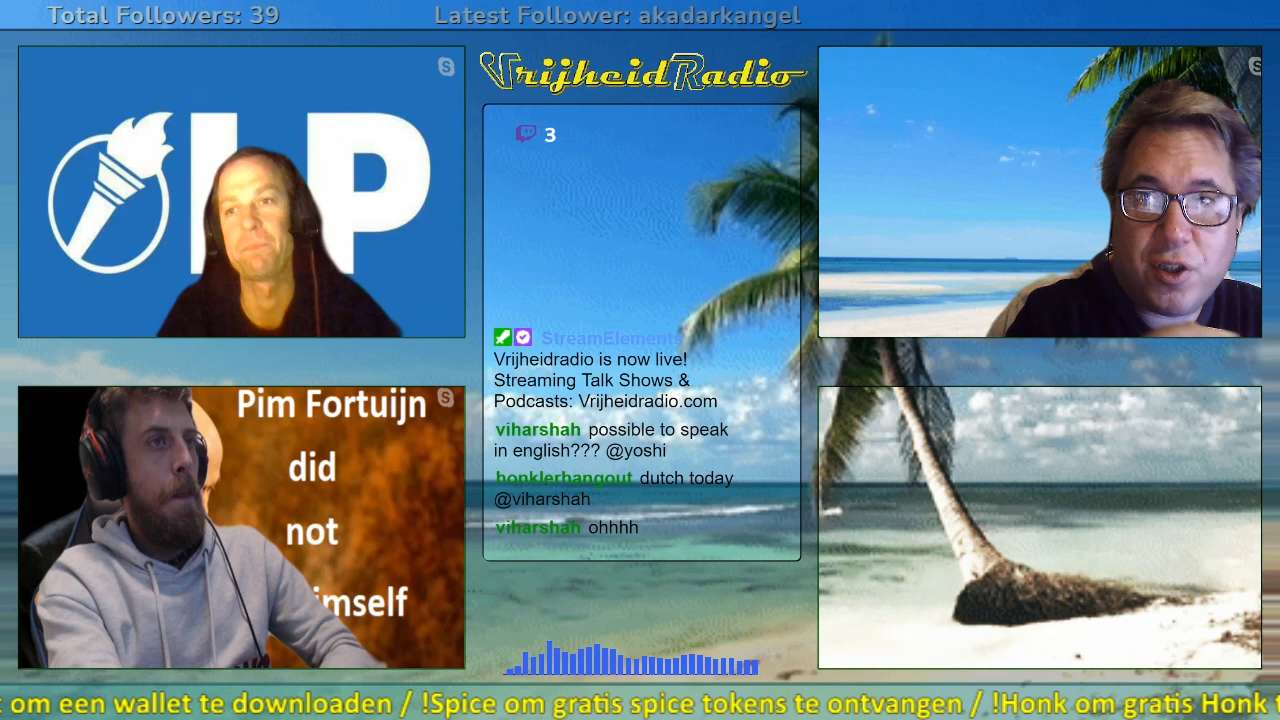 Total Followers: 39
Latest Follower: akadarkangel
LP
VrijheidRadio
3
StreamElements
Vrijheidradio is now live!
Streaming Talk Shows &
Podcasts: Vrijheidradio.com
viharshah possible to speak
in english??? @yoshi
honklerhangout dutch today
@viharshah
viharshah ohhhh
Pim Fortuijn
did
not
imself
om een wallet te downloaden / !Spice om gratis spice tokens te ontvangen / !Honk om gratis Honk